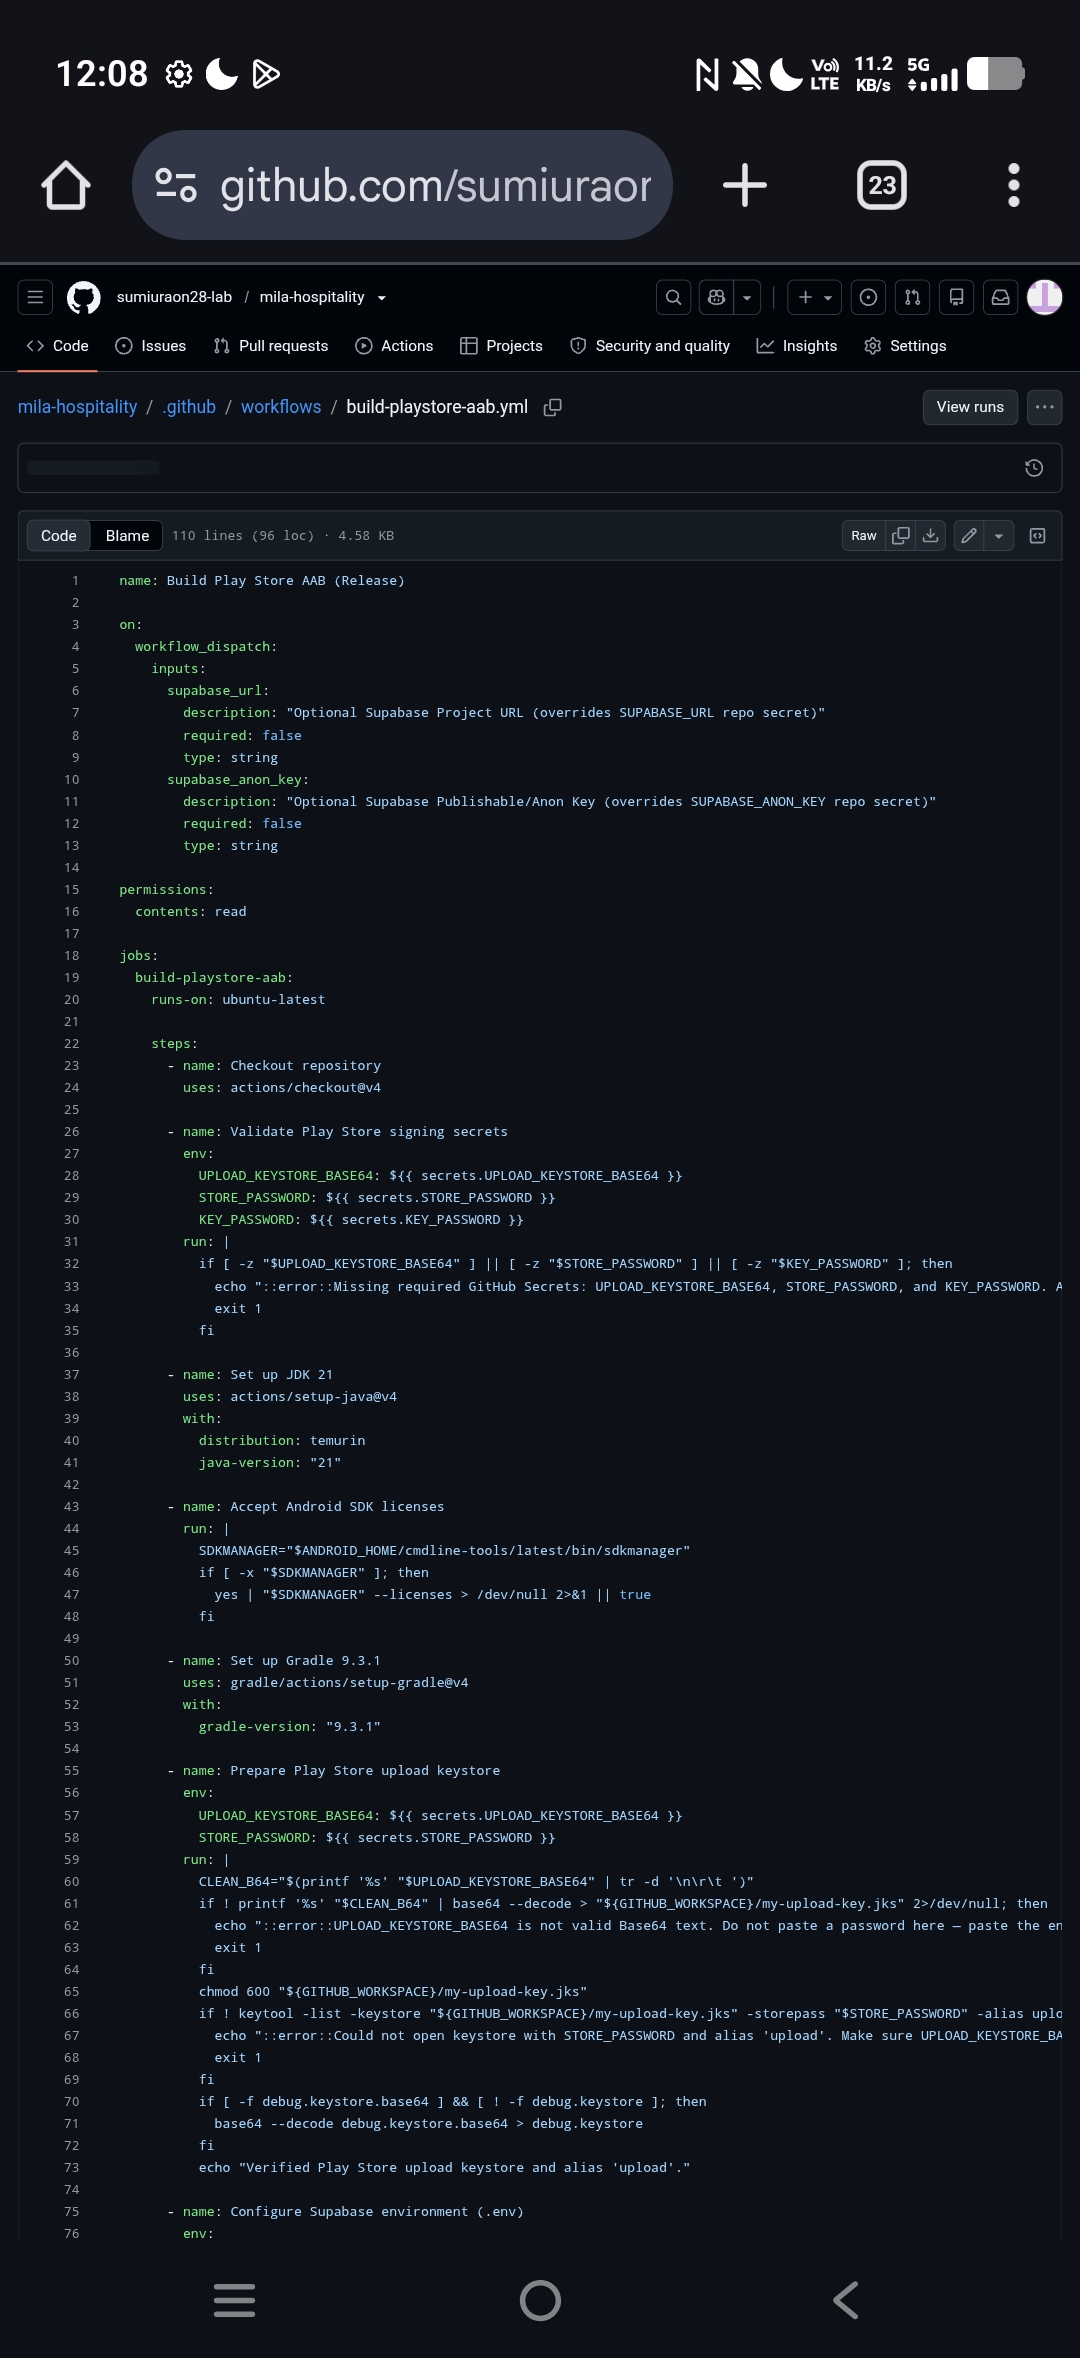 12:08
Vo) LTE
11.2 KB/s
5G
github.com/sumiuraor
23
sumiuraon28-lab / mila-hospitality
Code Issues Pull requests Actions Projects Security and quality Insights Settings
mila-hospitality / .github / workflows / build-playstore-aab.yml View runs
Code Blame 110 lines (96 loc) · 4.58 KB Raw
1 name: Build Play Store AAB (Release)
2
3 on:
4 workflow_dispatch:
5 inputs:
6 supabase_url:
7 description: "Optional Supabase Project URL (overrides SUPABASE_URL repo secret)"
8 required: false
9 type: string
10 supabase_anon_key:
11 description: "Optional Supabase Publishable/Anon Key (overrides SUPABASE_ANON_KEY repo secret)"
12 required: false
13 type: string
14
15 permissions:
16 contents: read
17
18 jobs:
19 build-playstore-aab:
20 runs-on: ubuntu-latest
21
22 steps:
23 - name: Checkout repository
24 uses: actions/checkout@v4
25
26 - name: Validate Play Store signing secrets
27 env:
28 UPLOAD_KEYSTORE_BASE64: ${{ secrets.UPLOAD_KEYSTORE_BASE64 }}
29 STORE_PASSWORD: ${{ secrets.STORE_PASSWORD }}
30 KEY_PASSWORD: ${{ secrets.KEY_PASSWORD }}
31 run: |
32 if [ -z "$UPLOAD_KEYSTORE_BASE64" ] || [ -z "$STORE_PASSWORD" ] || [ -z "$KEY_PASSWORD" ]; then
33 echo "::error::Missing required GitHub Secrets: UPLOAD_KEYSTORE_BASE64, STORE_PASSWORD, and KEY_PASSWORD. A
34 exit 1
35 fi
36
37 - name: Set up JDK 21
38 uses: actions/setup-java@v4
39 with:
40 distribution: temurin
41 java-version: "21"
42
43 - name: Accept Android SDK licenses
44 run: |
45 SDKMANAGER="$ANDROID_HOME/cmdline-tools/latest/bin/sdkmanager"
46 if [ -x "$SDKMANAGER" ]; then
47 yes | "$SDKMANAGER" --licenses > /dev/null 2>&1 || true
48 fi
49
50 - name: Set up Gradle 9.3.1
51 uses: gradle/actions/setup-gradle@v4
52 with:
53 gradle-version: "9.3.1"
54
55 - name: Prepare Play Store upload keystore
56 env:
57 UPLOAD_KEYSTORE_BASE64: ${{ secrets.UPLOAD_KEYSTORE_BASE64 }}
58 STORE_PASSWORD: ${{ secrets.STORE_PASSWORD }}
59 run: |
60 CLEAN_B64="$(printf '%s' "$UPLOAD_KEYSTORE_BASE64" | tr -d '\n\r\t ')"
61 if ! printf '%s' "$CLEAN_B64" | base64 --decode > "${GITHUB_WORKSPACE}/my-upload-key.jks" 2>/dev/null; then
62 echo "::error::UPLOAD_KEYSTORE_BASE64 is not valid Base64 text. Do not paste a password here — paste the en
63 exit 1
64 fi
65 chmod 600 "${GITHUB_WORKSPACE}/my-upload-key.jks"
66 if ! keytool -list -keystore "${GITHUB_WORKSPACE}/my-upload-key.jks" -storepass "$STORE_PASSWORD" -alias uplo
67 echo "::error::Could not open keystore with STORE_PASSWORD and alias 'upload'. Make sure UPLOAD_KEYSTORE_BA
68 exit 1
69 fi
70 if [ -f debug.keystore.base64 ] && [ ! -f debug.keystore ]; then
71 base64 --decode debug.keystore.base64 > debug.keystore
72 fi
73 echo "Verified Play Store upload keystore and alias 'upload'."
74
75 - name: Configure Supabase environment (.env)
76 env: